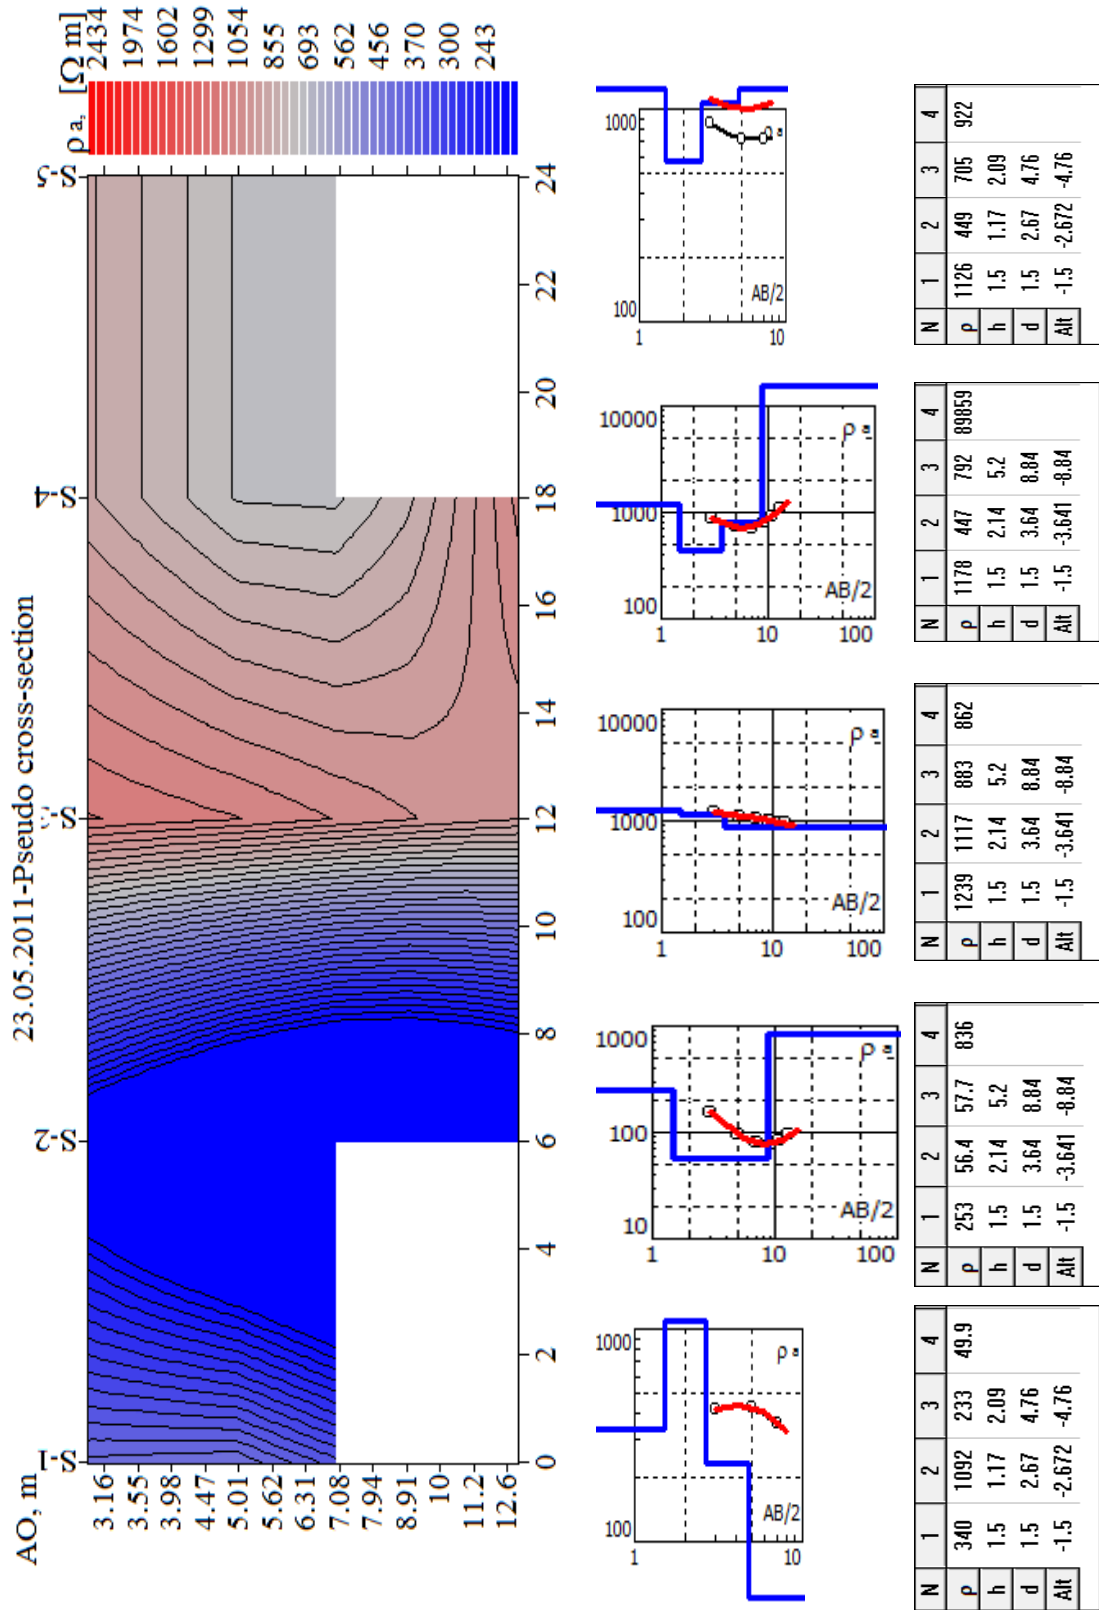 23.05.2011-Pseudo cross-section
AO, m
S-1 S-2 S-3 S-4 S-5
ρa, [Ω m]
3.16
3.55
3.98
4.47
5.01
5.62
6.31
7.08
7.94
8.91
10
11.2
12.6
2434
1974
1602
1299
1054
855
693
562
456
370
300
243
0 2 4 6 8 10 12 14 16 18 20 22 24
1000
ρ a
AB/2
100
1 10
1000
ρ a
100
AB/2
10
1 10 100
10000
ρ a
1000
AB/2
100
1 10 100
10000
ρ a
1000
AB/2
100
1 10 100
1000
ρ a
AB/2
100
1 10
N 1 2 3 4
ρ 340 1092 233 49.9
h 1.5 1.17 2.09
d 1.5 2.67 4.76
Alt -1.5 -2.672 -4.76
N 1 2 3 4
ρ 253 56.4 57.7 836
h 1.5 2.14 5.2
d 1.5 3.64 8.84
Alt -1.5 -3.641 -8.84
N 1 2 3 4
ρ 1239 1117 883 862
h 1.5 2.14 5.2
d 1.5 3.64 8.84
Alt -1.5 -3.641 -8.84
N 1 2 3 4
ρ 1178 447 792 89859
h 1.5 2.14 5.2
d 1.5 3.64 8.84
Alt -1.5 -3.641 -8.84
N 1 2 3 4
ρ 1126 449 705 922
h 1.5 1.17 2.09
d 1.5 2.67 4.76
Alt -1.5 -2.672 -4.76